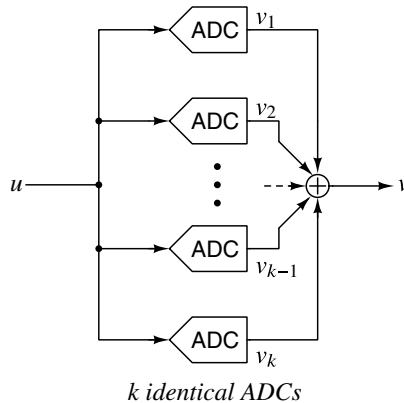 ADC
v1
ADC
v2
u
v
ADC
vk−1
ADC
vk
k identical ADCs